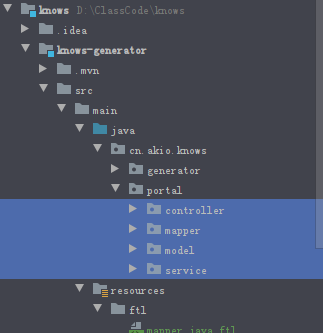 knows D:\ClassCode\knows
.idea
knows-generator
.mvn
src
main
java
cn.akio.knows
generator
portal
controller
mapper
model
service
resources
ftl
mapper.java.ftl